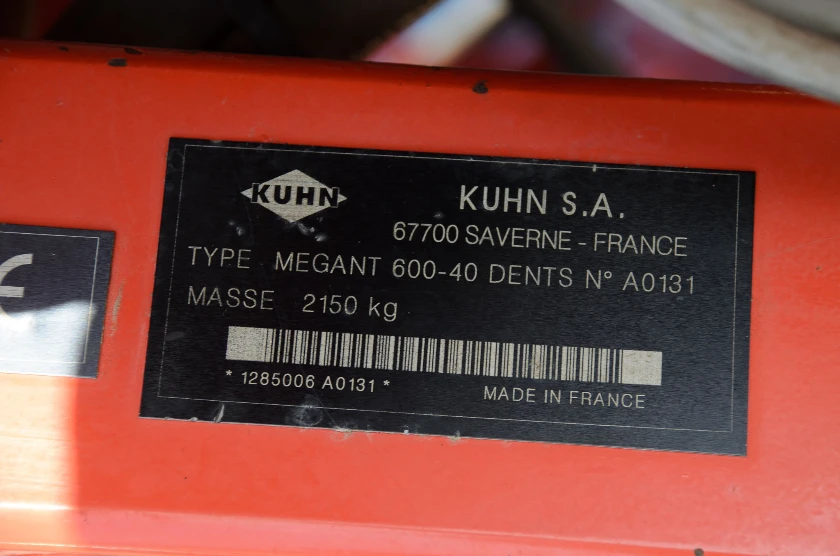 KUHN
KUHN S.A.
67700 SAVERNE - FRANCE
TYPE MEGANT 600-40 DENTS N° A0131
MASSE 2150 kg
* 1285006 A0131 *
MADE IN FRANCE